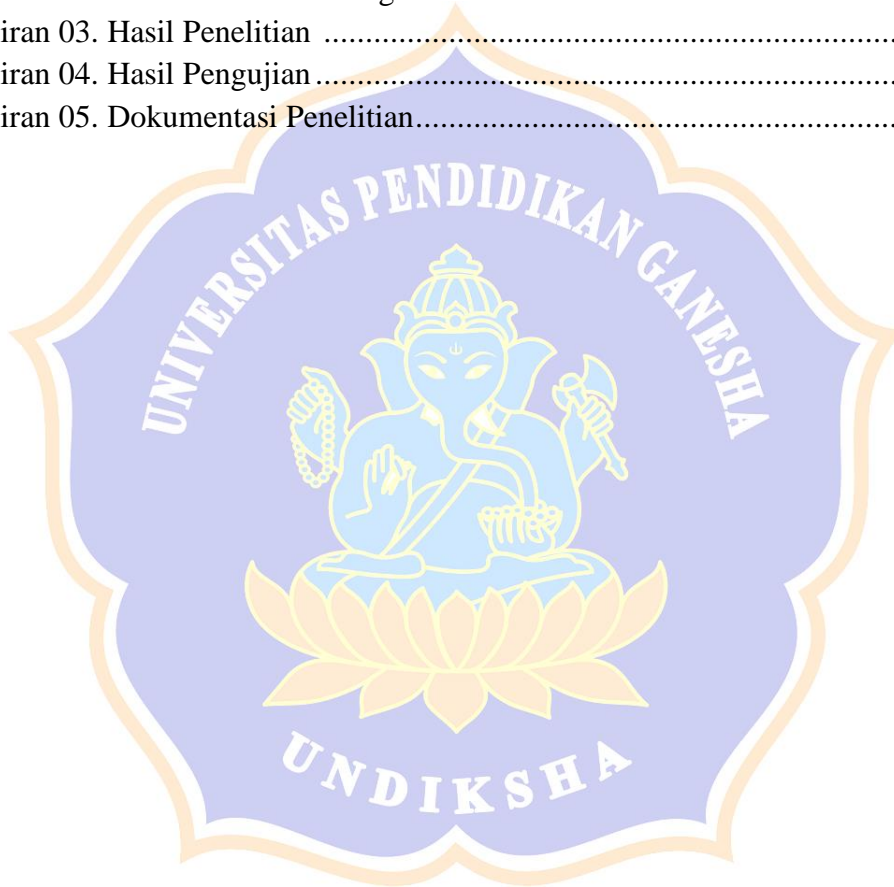 iran 03. Hasil Penelitian ........................................................................
iran 04. Hasil Pengujian ........................................................................
iran 05. Dokumentasi Penelitian............................................................
UNIVERSITAS PENDIDIKAN GANESHA
UNDIKSHA